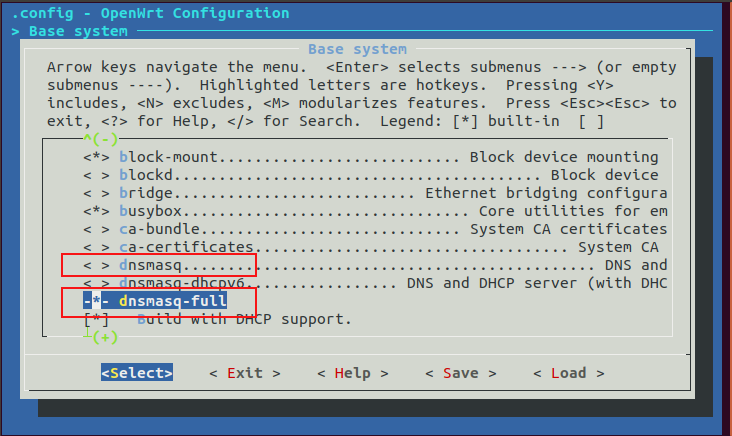 .config - OpenWrt Configuration
> Base system
Base system
Arrow keys navigate the menu.  <Enter> selects submenus ---> (or empty
submenus ----).  Highlighted letters are hotkeys.  Pressing <Y>
includes, <N> excludes, <M> modularizes features.  Press <Esc><Esc> to
exit, <?> for Help, </> for Search.  Legend: [*] built-in  [ ]
^(-)
<*> block-mount........................... Block device mounting
< > blockd......................................... Block device
< > bridge.......................... Ethernet bridging configura
<*> busybox................................ Core utilities for em
< > ca-bundle.............................. System CA certificates
< > ca-certificates................................... System CA
< > dnsmasq.............................................. DNS and
< > dnsmasq-dhcpv6................. DNS and DHCP server (with DHC
-*- dnsmasq-full
[*]   Build with DHCP support.
┴(+)
<Select>    < Exit >    < Help >    < Save >    < Load >